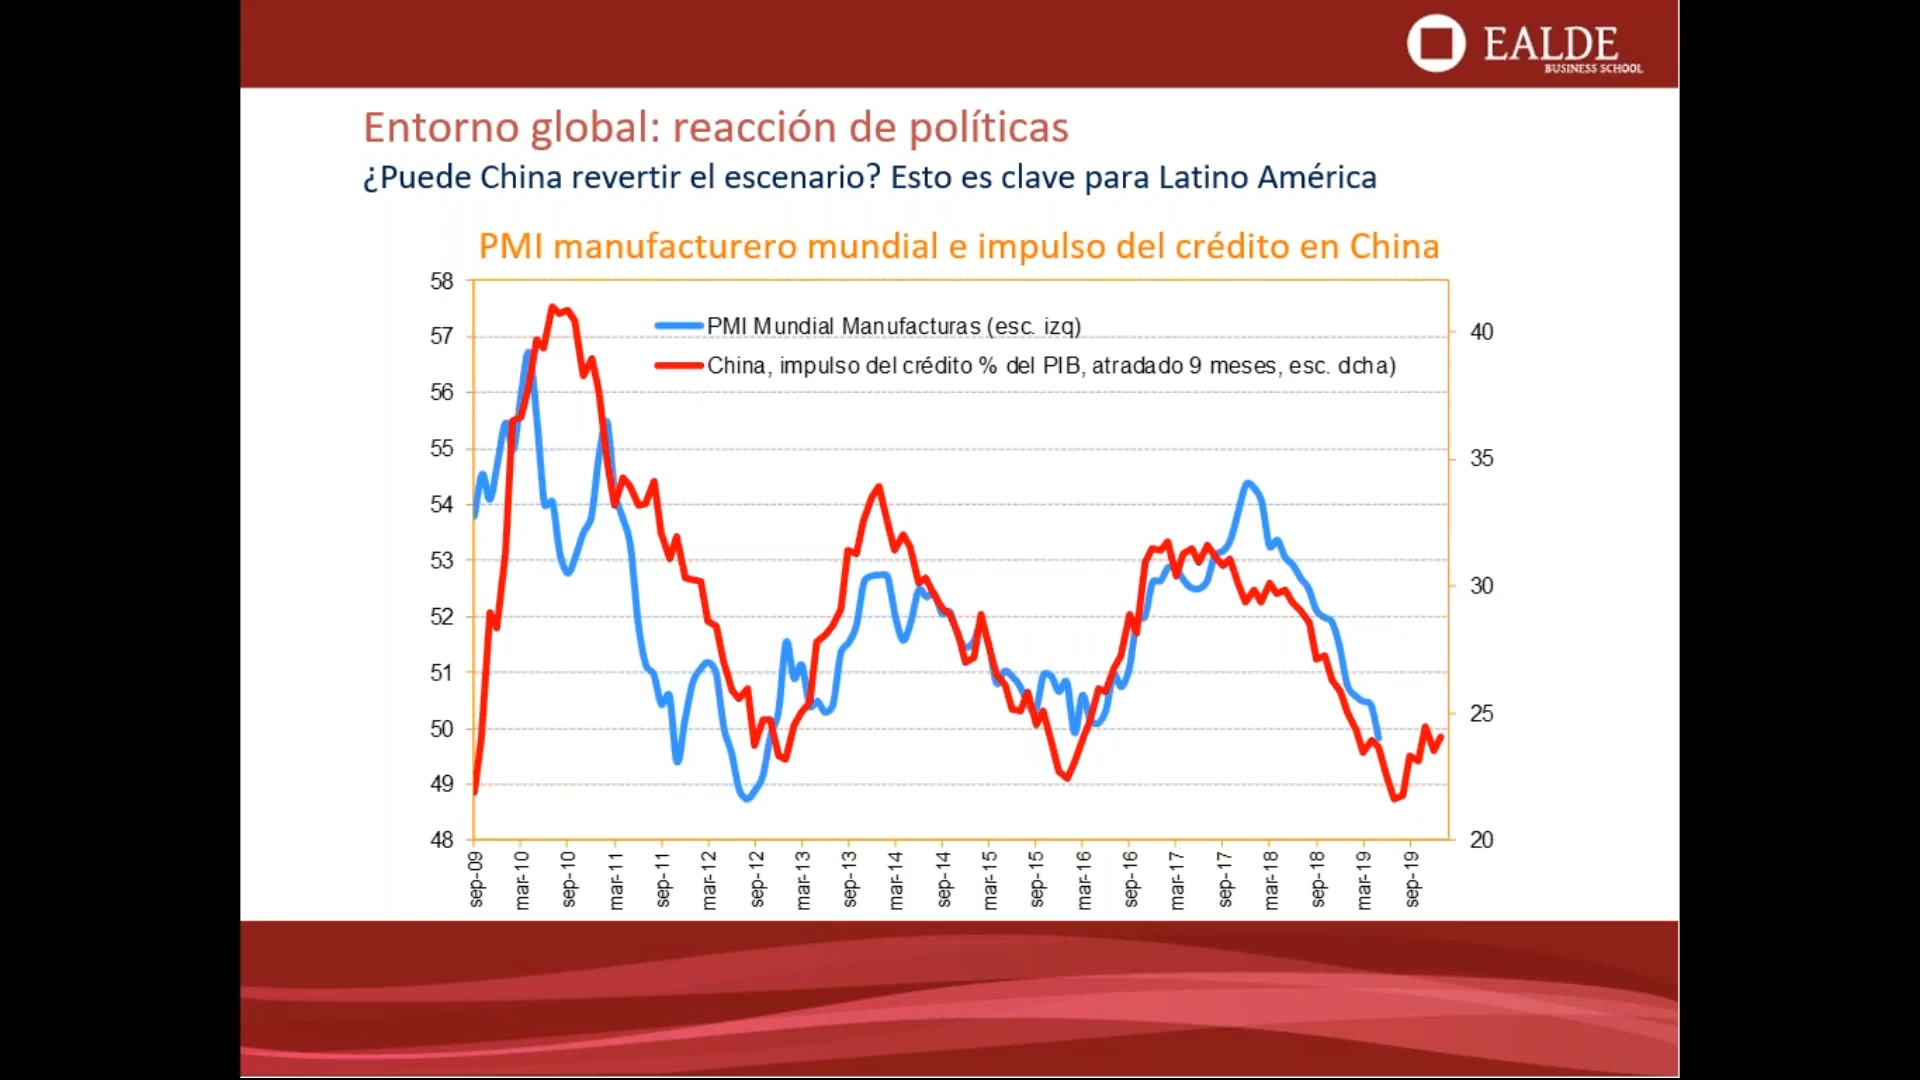 EALDE
BUSINESS SCHOOL
Entorno global: reacción de políticas
¿Puede China revertir el escenario? Esto es clave para Latino América
PMI manufacturero mundial e impulso del crédito en China
PMI Mundial Manufacturas (esc. izq)
China, impulso del crédito % del PIB, atradado 9 meses, esc. dcha)
58
57
56
55
54
53
52
51
50
49
48
40
35
30
25
20
sep-09
mar-10
sep-10
mar-11
sep-11
mar-12
sep-12
mar-13
sep-13
mar-14
sep-14
mar-15
sep-15
mar-16
sep-16
mar-17
sep-17
mar-18
sep-18
mar-19
sep-19